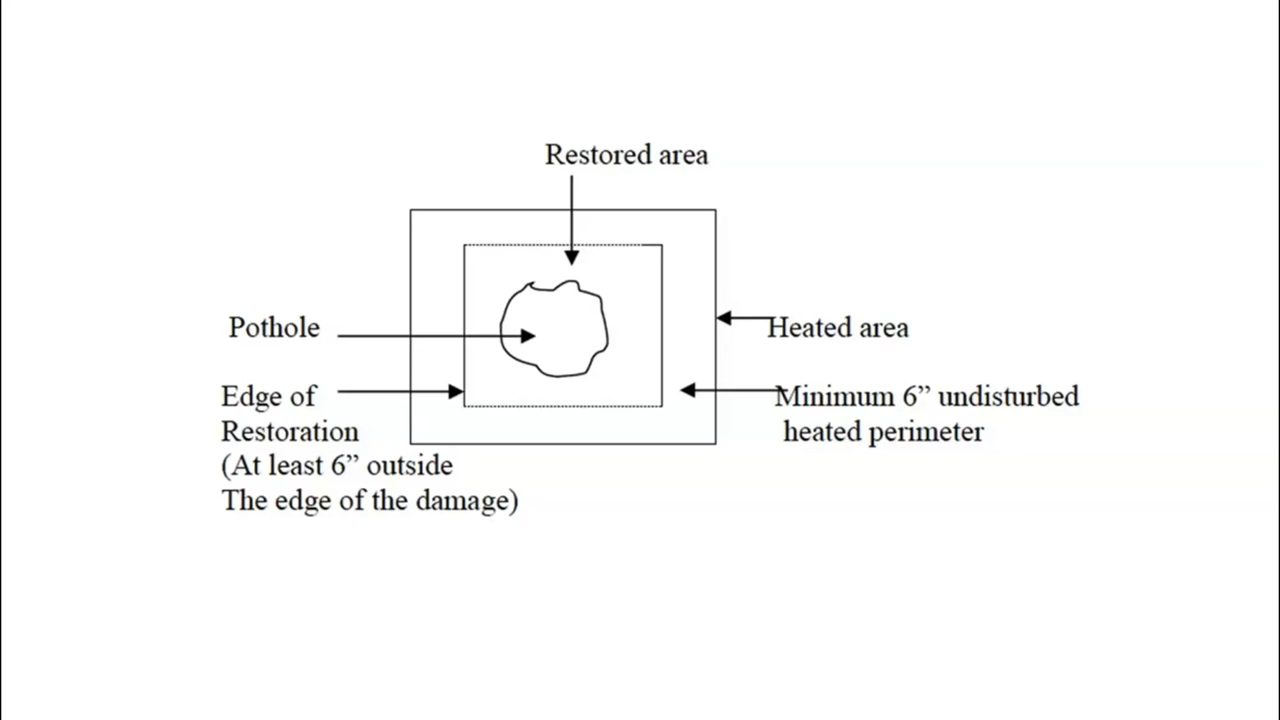 Restored area
Pothole
Heated area
Edge of
Restoration
(At least 6” outside
The edge of the damage)
Minimum 6” undisturbed
heated perimeter